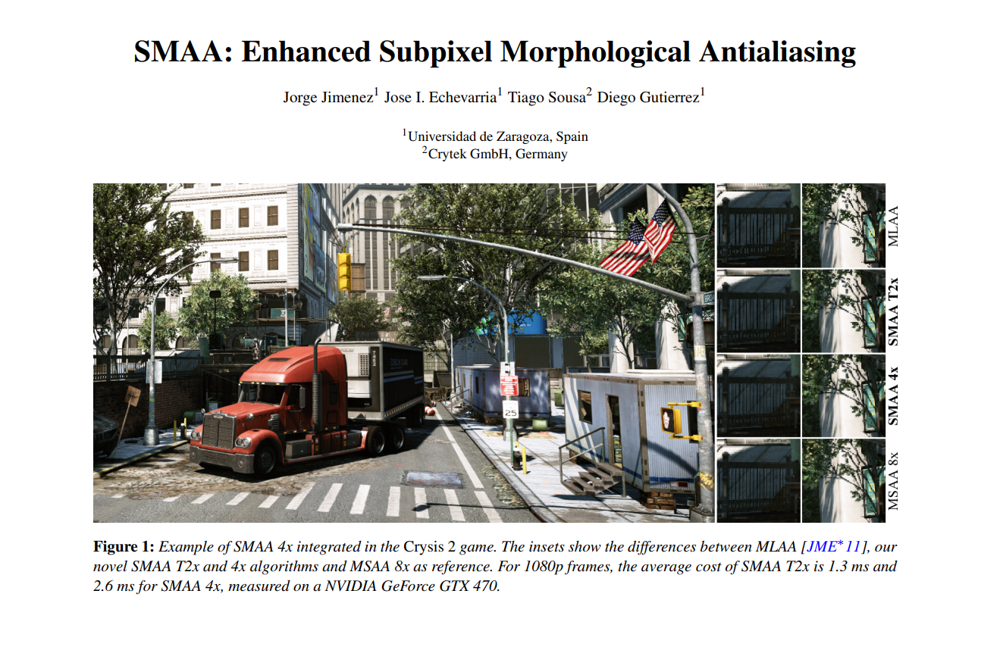 SMAA: Enhanced Subpixel Morphological Antialiasing
Jorge Jimenez1 Jose I. Echevarria1 Tiago Sousa2 Diego Gutierrez1
1Universidad de Zaragoza, Spain
2Crytek GmbH, Germany
25
MLAA
SMAA T2x
SMAA 4x
MSAA 8x
Figure 1: Example of SMAA 4x integrated in the Crysis 2 game. The insets show the differences between MLAA [JME*11], our
novel SMAA T2x and 4x algorithms and MSAA 8x as reference. For 1080p frames, the average cost of SMAA T2x is 1.3 ms and
2.6 ms for SMAA 4x, measured on a NVIDIA GeForce GTX 470.